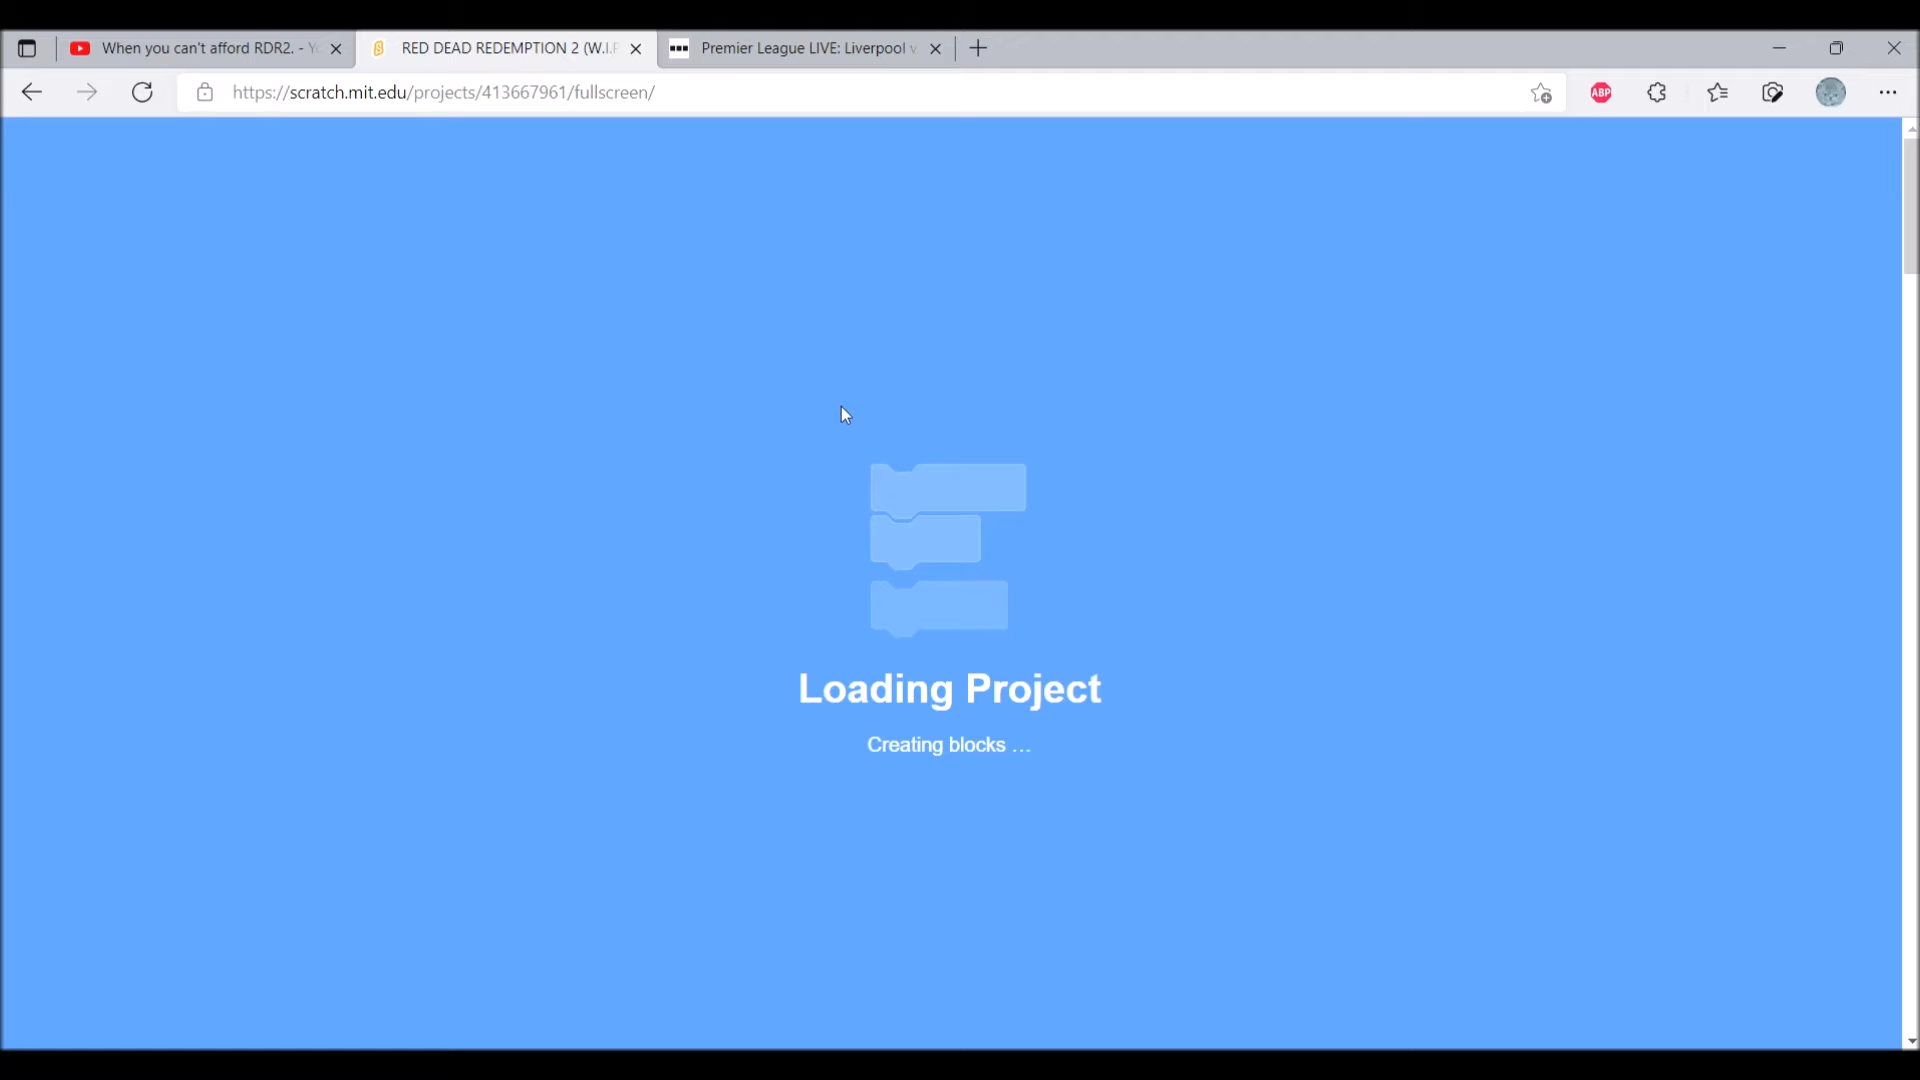 When you can't afford RDR2. -
RED DEAD REDEMPTION 2 (W.I.P
Premier League LIVE: Liverpool v
https://scratch.mit.edu/projects/413667961/fullscreen/
ABP
Loading Project
Creating blocks …